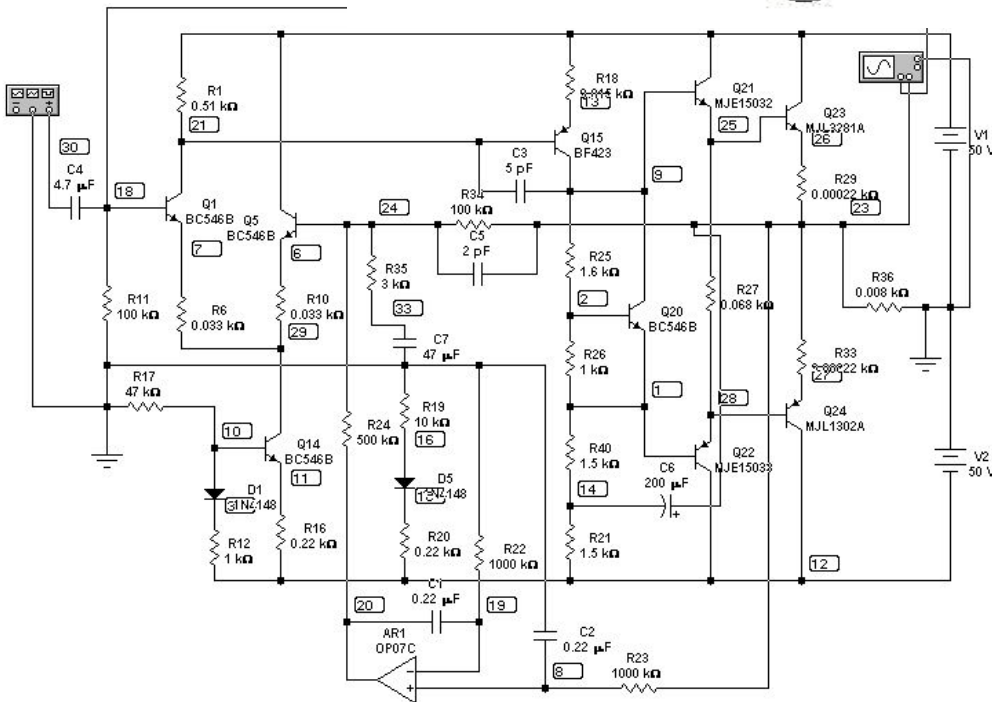 R1
0.51 kΩ
21
30
C4
4.7 µF
18
Q1
BC546B
7
Q5
BC546B
6
R11
100 kΩ
R6
0.033 kΩ
R10
0.033 kΩ
29
R17
47 kΩ
10
Q14
BC546B
11
D1
1N4148
R12
1 kΩ
R16
0.22 kΩ
24
R34
100 kΩ
C5
2 pF
R35
3 kΩ
33
C7
47 µF
R24
500 kΩ
R19
10 kΩ
16
D5
1N4148
R20
0.22 kΩ
R22
1000 kΩ
C1
0.22 µF
20
19
AR1
OP07C
C2
0.22 µF
8
R23
1000 kΩ
R18
13
Q15
BF423
C3
5 pF
9
R25
1.6 kΩ
2
Q20
BC546B
R26
1 kΩ
1
R40
1.5 kΩ
14
C6
200 µF
+
R21
1.5 kΩ
Q21
MJE15032
25
Q23
MJL3281A
26
R29
0.00022 kΩ
23
R27
0.068 kΩ
R36
0.008 kΩ
R33
0.00022 kΩ
27
28
Q24
MJL1302A
Q22
MJE15033
12
V1
50 V
V2
50 V